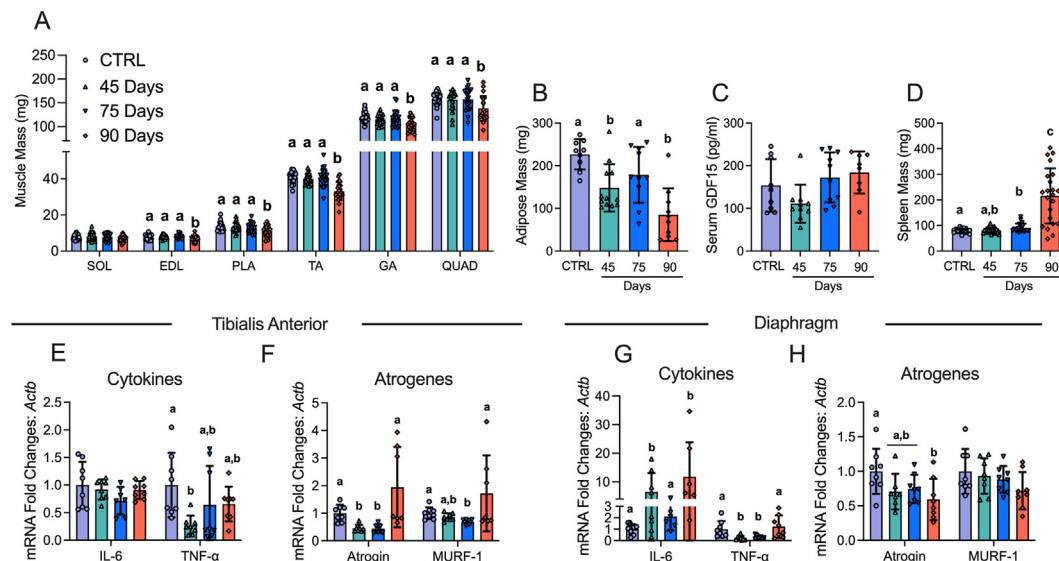 A
CTRL
45 Days
75 Days
90 Days
Muscle Mass (mg)
250
200
150
100
60
40
20
0
a a a b
a a a b
a a a b
a a a b
a a a b
SOL EDL PLA TA GA QUAD
B
Adipose Mass (mg)
300
200
100
0
a b a b
CTRL 45 75 90
Days
C
Serum GDF15 (pg/ml)
300
200
100
0
CTRL 45 75 90
Days
D
Spleen Mass (mg)
500
400
300
200
100
0
a a,b b c
CTRL 45 75 90
Days
Tibialis Anterior
Diaphragm
E
Cytokines
mRNA Fold Changes: Actb
2.5
2.0
1.5
1.0
0.5
0.0
a b a,b a,b
IL-6 TNF-α
F
Atrogenes
mRNA Fold Changes: Actb
5
4
3
2
1
0
a b b a
a a,b b a
Atrogin MURF-1
G
Cytokines
mRNA Fold Changes: Actb
40
30
20
10
3
2
1
0
a b a b
a b b a
IL-6 TNF-α
H
Atrogenes
mRNA Fold Changes: Actb
2.0
1.5
1.0
0.5
0.0
a a,b b
Atrogin MURF-1